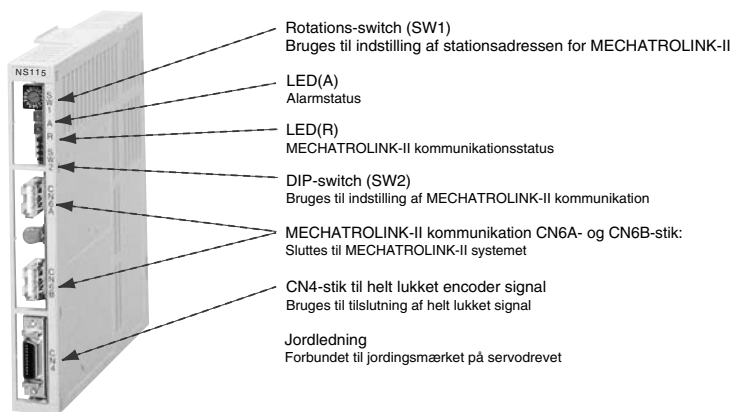 NS115
SW1
A
R
SW2
CN6A
CN6B
CN4
Rotations-switch (SW1)
Bruges til indstilling af stationsadressen for MECHATROLINK-II
LED(A)
Alarmstatus
LED(R)
MECHATROLINK-II kommunikationsstatus
DIP-switch (SW2)
Bruges til indstilling af MECHATROLINK-II kommunikation
MECHATROLINK-II kommunikation CN6A- og CN6B-stik:
Sluttes til MECHATROLINK-II systemet
CN4-stik til helt lukket encoder signal
Bruges til tilslutning af helt lukket signal
Jordledning
Forbundet til jordingsmærket på servodrevet